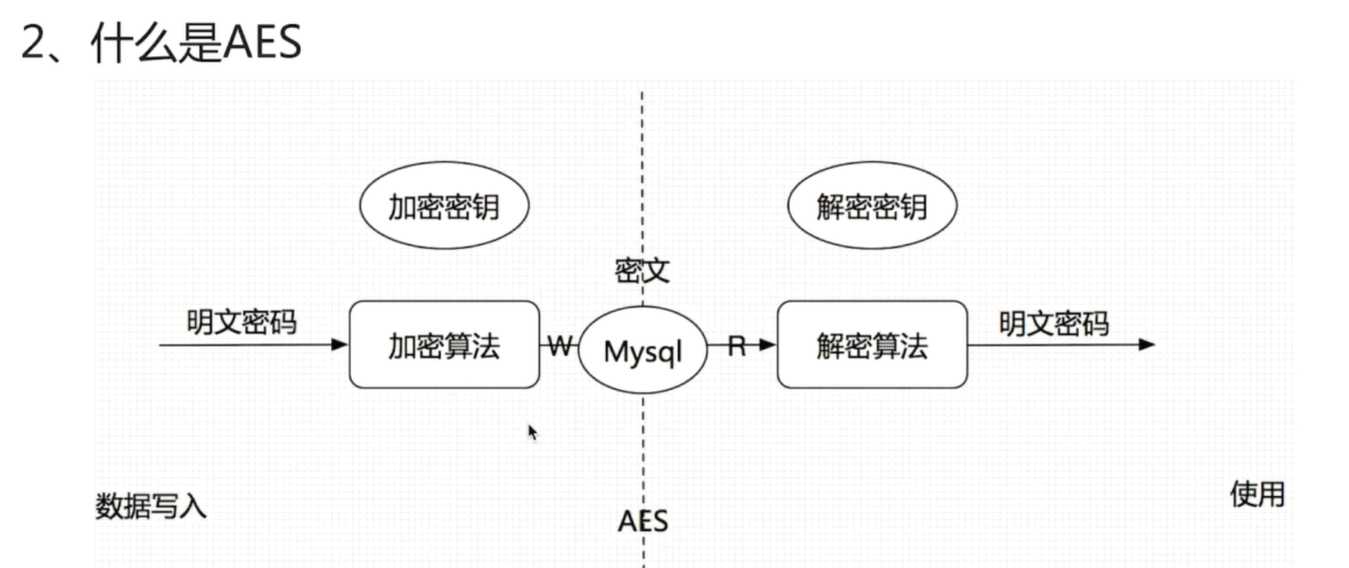 2、什么是AES
加密密钥
解密密钥
密文
明文密码
加密算法
W
Mysql
R
解密算法
明文密码
数据写入
AES
使用